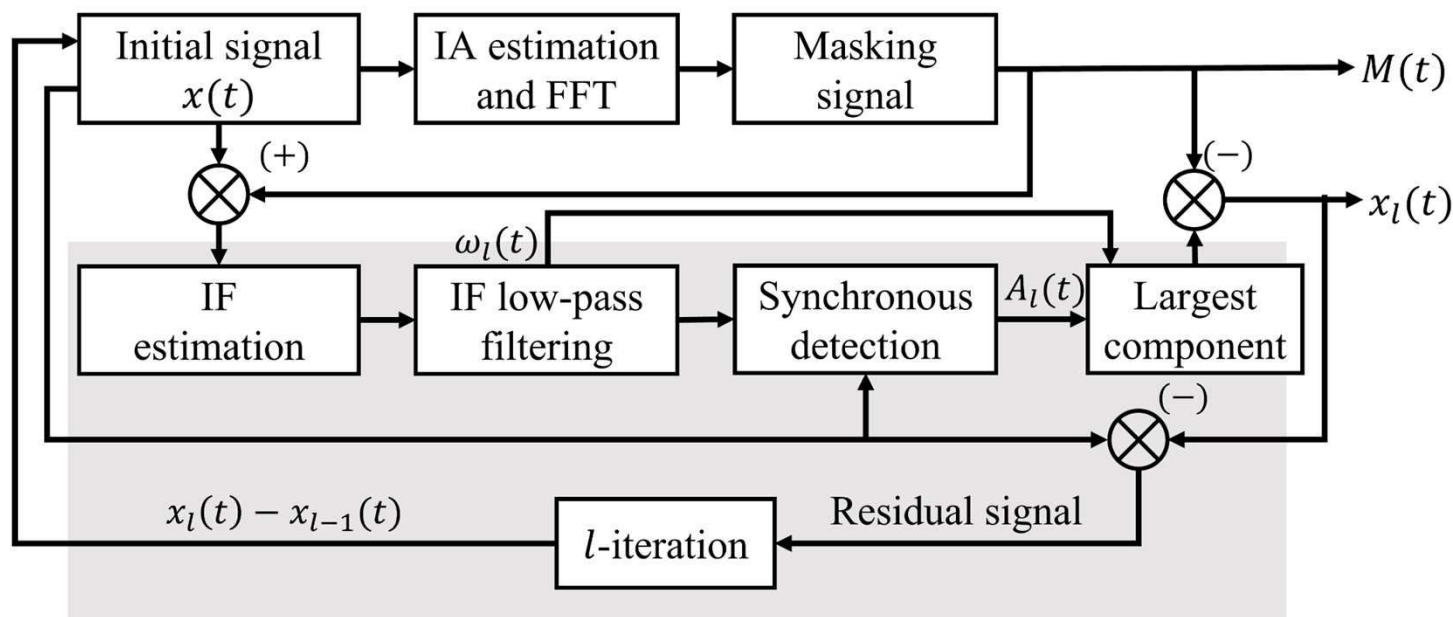 Initial signal
x(t)
IA estimation
and FFT
Masking
signal
M(t)
(+)
(−)
x_l(t)
ω_l(t)
IF
estimation
IF low-pass
filtering
Synchronous
detection
A_l(t)
Largest
component
(−)
x_l(t) − x_{l−1}(t)
l-iteration
Residual signal